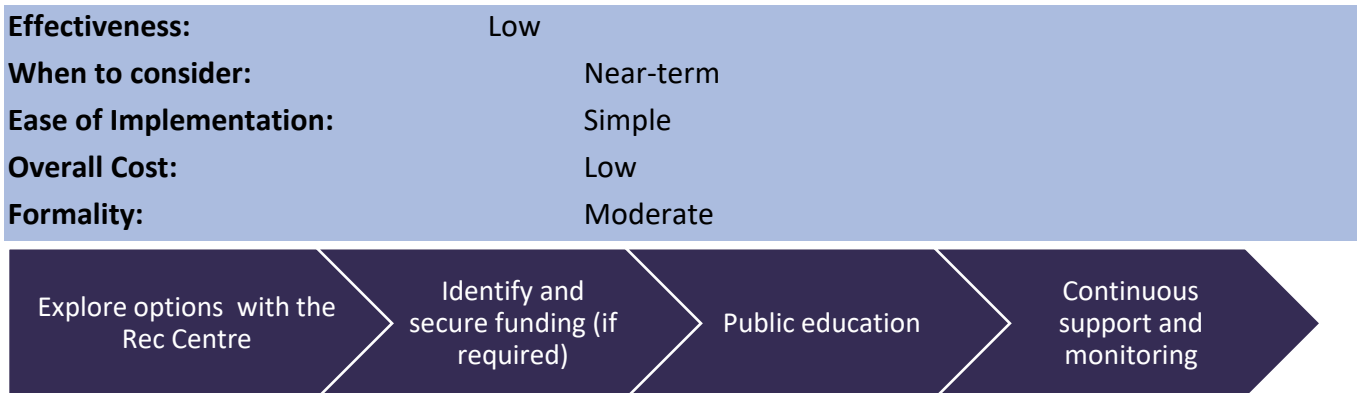 Effectiveness: Low
When to consider: Near-term
Ease of Implementation: Simple
Overall Cost: Low
Formality: Moderate
Explore options with the
Rec Centre
Identify and
secure funding (if
required)
Public education
Continuous
support and
monitoring